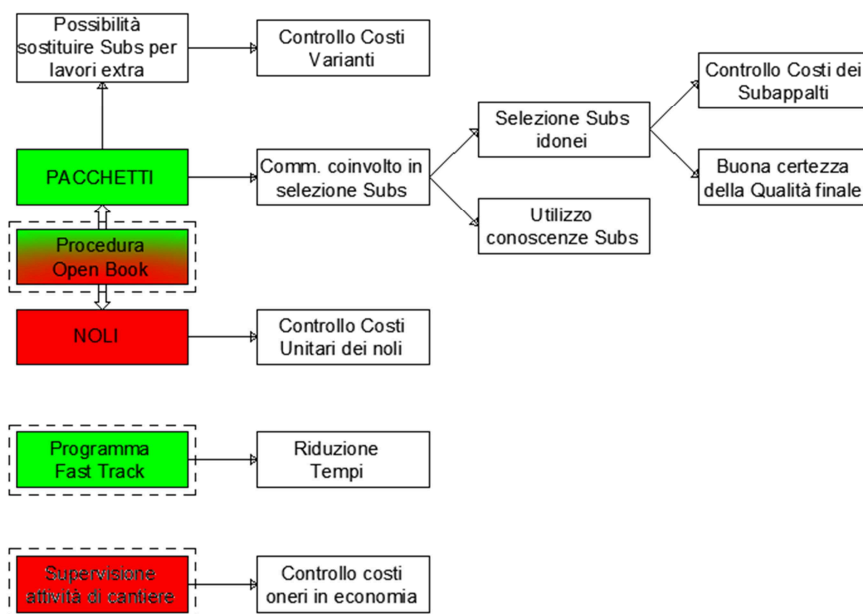 Possibilità
sostituire Subs per
lavori extra
Controllo Costi
Varianti
Controllo Costi dei
Subappalti
Selezione Subs
idonei
PACCHETTI
Comm. coinvolto in
selezione Subs
Buona certezza
della Qualità finale
Utilizzo
conoscenze Subs
Procedura
Open Book
NOLI
Controllo Costi
Unitari dei noli
Programma
Fast Track
Riduzione
Tempi
Supervisione
attività di cantiere
Controllo costi
oneri in economia